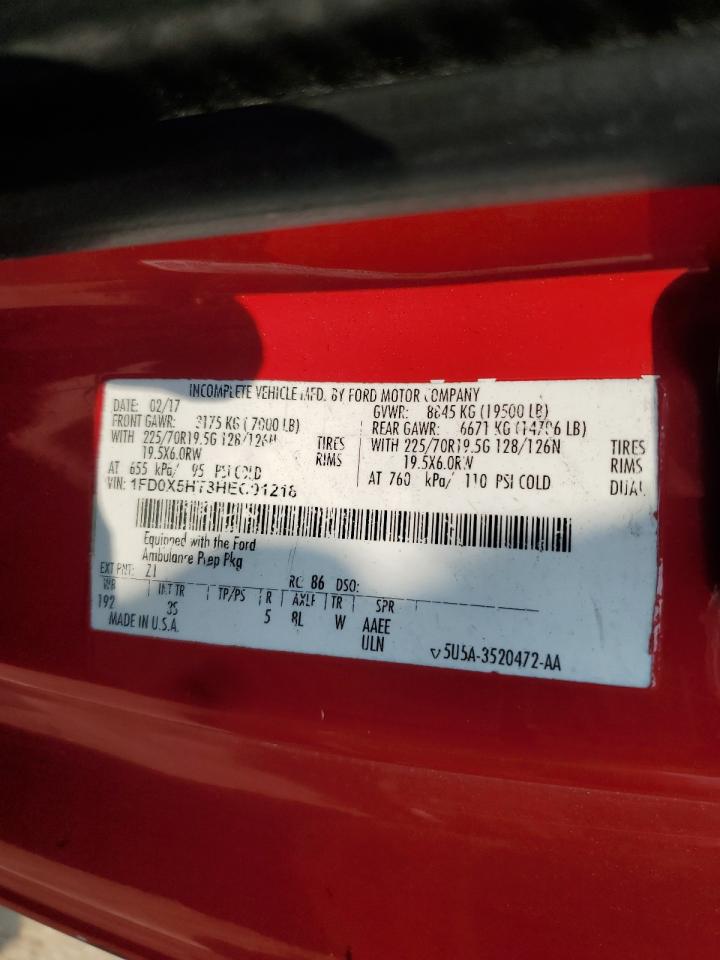 INCOMPLETE VEHICLE MFD. BY FORD MOTOR COMPANY
DATE: 02/17 GVWR: 8845 KG (19500 LB)
FRONT GAWR: 3175 KG (7000 LB) REAR GAWR: 6671 KG (14706 LB)
WITH 225/70R19.5G 128/126N TIRES WITH 225/70R19.5G 128/126N TIRES
19.5X6.0RW RIMS 19.5X6.0RW RIMS
AT 655 kPa/ 95 PSI COLD AT 760 kPa/ 110 PSI COLD DUAL
VIN:
Equipped with the Ford
Ambulance Prep Pkg
EXT PNT: Z1 RC: 86 DSO:
WB INT TR TP/PS R AXLE TR SPR
192 3S 5 8L W AAEE
MADE IN U.S.A. ULN
5U5A-3520472-AA